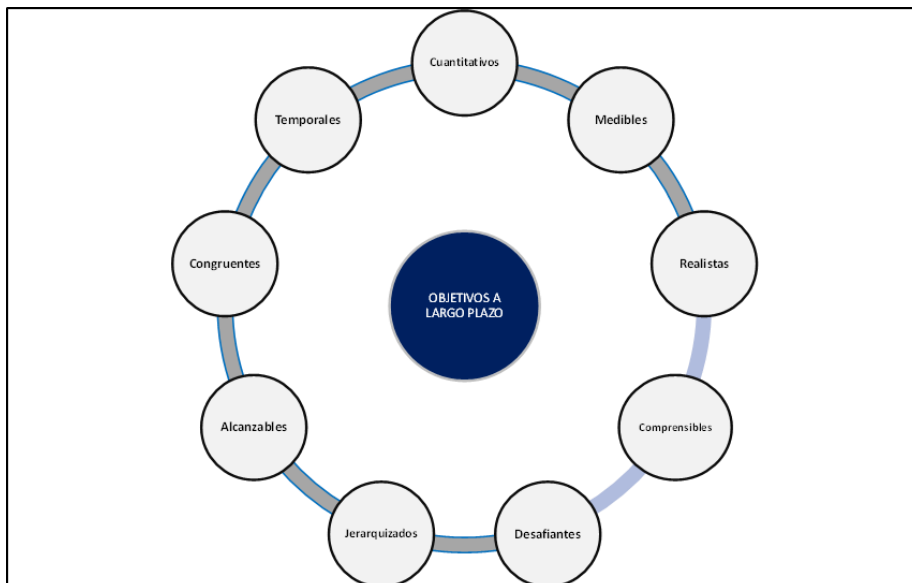 Cuantitativos
Medibles
Realistas
Comprensibles
Desafiantes
Jerarquizados
Alcanzables
Congruentes
Temporales
OBJETIVOS A
LARGO PLAZO